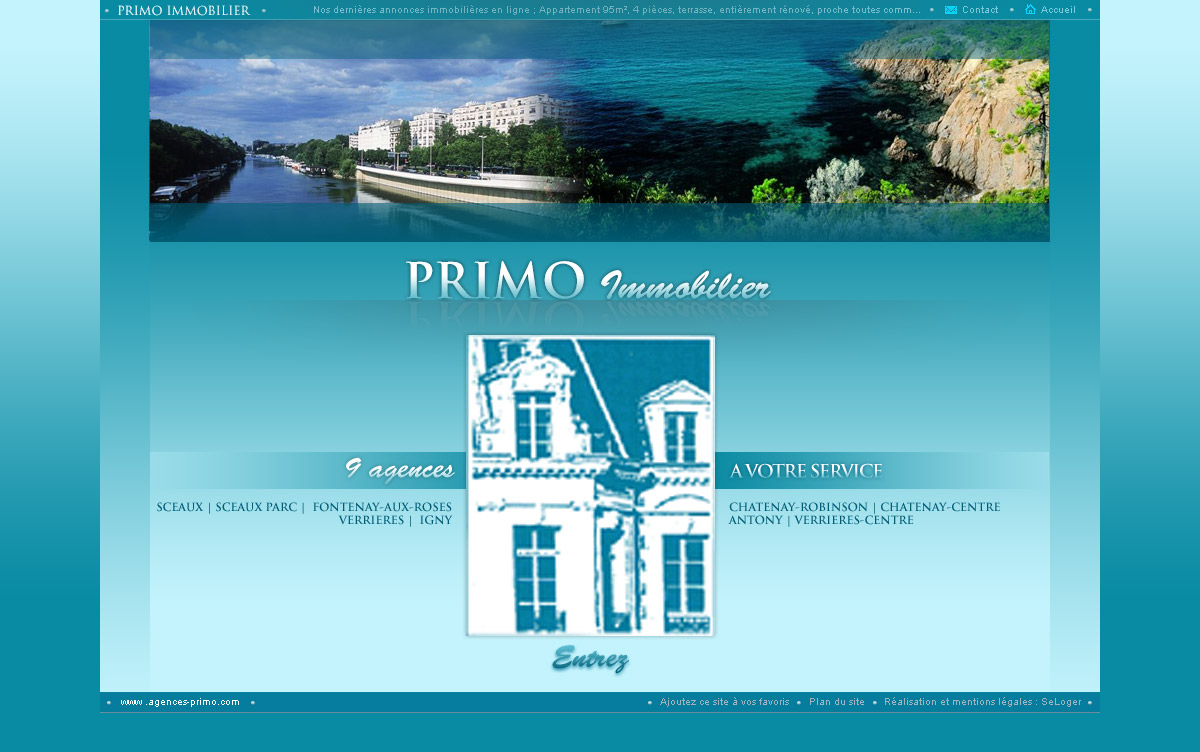 PRIMO IMMOBILIER
Nos dernières annonces immobilières en ligne ; Appartement 95m², 4 pièces, terrasse, entièrement rénové, proche toutes comm...
Contact
Accueil
PRIMO Immobilier
9 agences
A VOTRE SERVICE
SCEAUX | SCEAUX PARC | FONTENAY-AUX-ROSES
VERRIERES | IGNY
CHATENAY-ROBINSON | CHATENAY-CENTRE
ANTONY | VERRIERES-CENTRE
Entrez
www.agences-primo.com
Ajoutez ce site à vos favoris
Plan du site
Réalisation et mentions légales : SeLoger